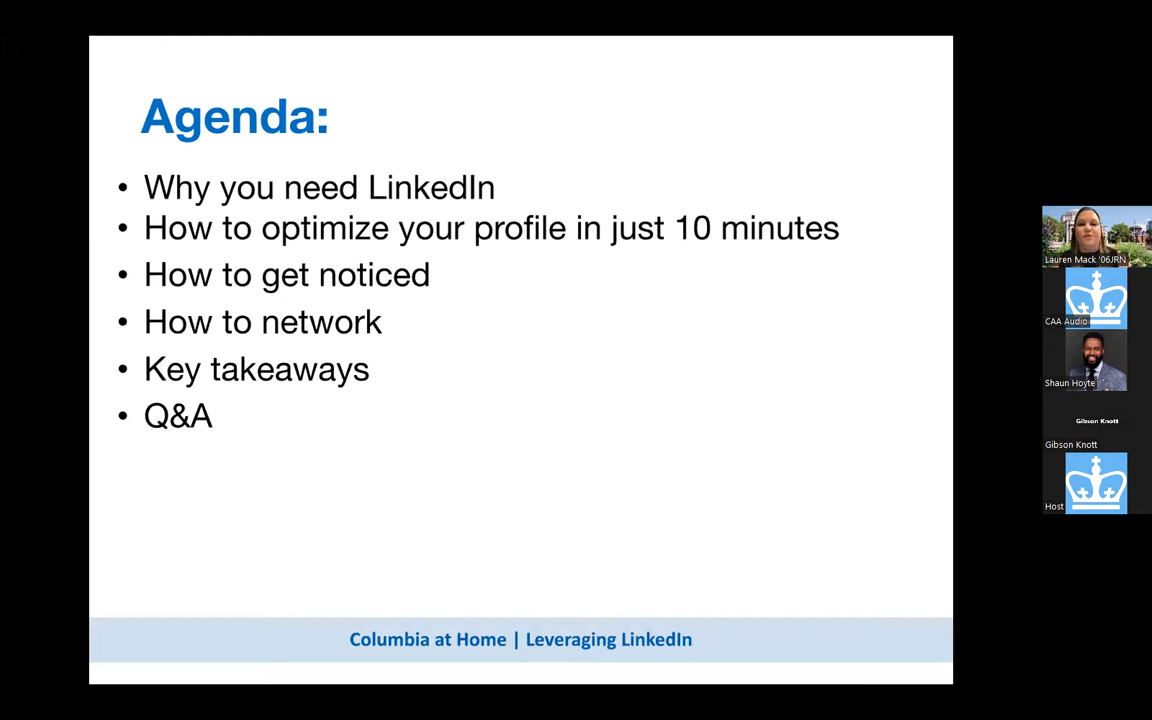 Agenda:
• Why you need LinkedIn
• How to optimize your profile in just 10 minutes
• How to get noticed
• How to network
• Key takeaways
• Q&A
Columbia at Home | Leveraging LinkedIn
Lauren Mack '06JRN
CAA Audio
Shaun Hoyte
Gibson Knott
Gibson Knott
Host